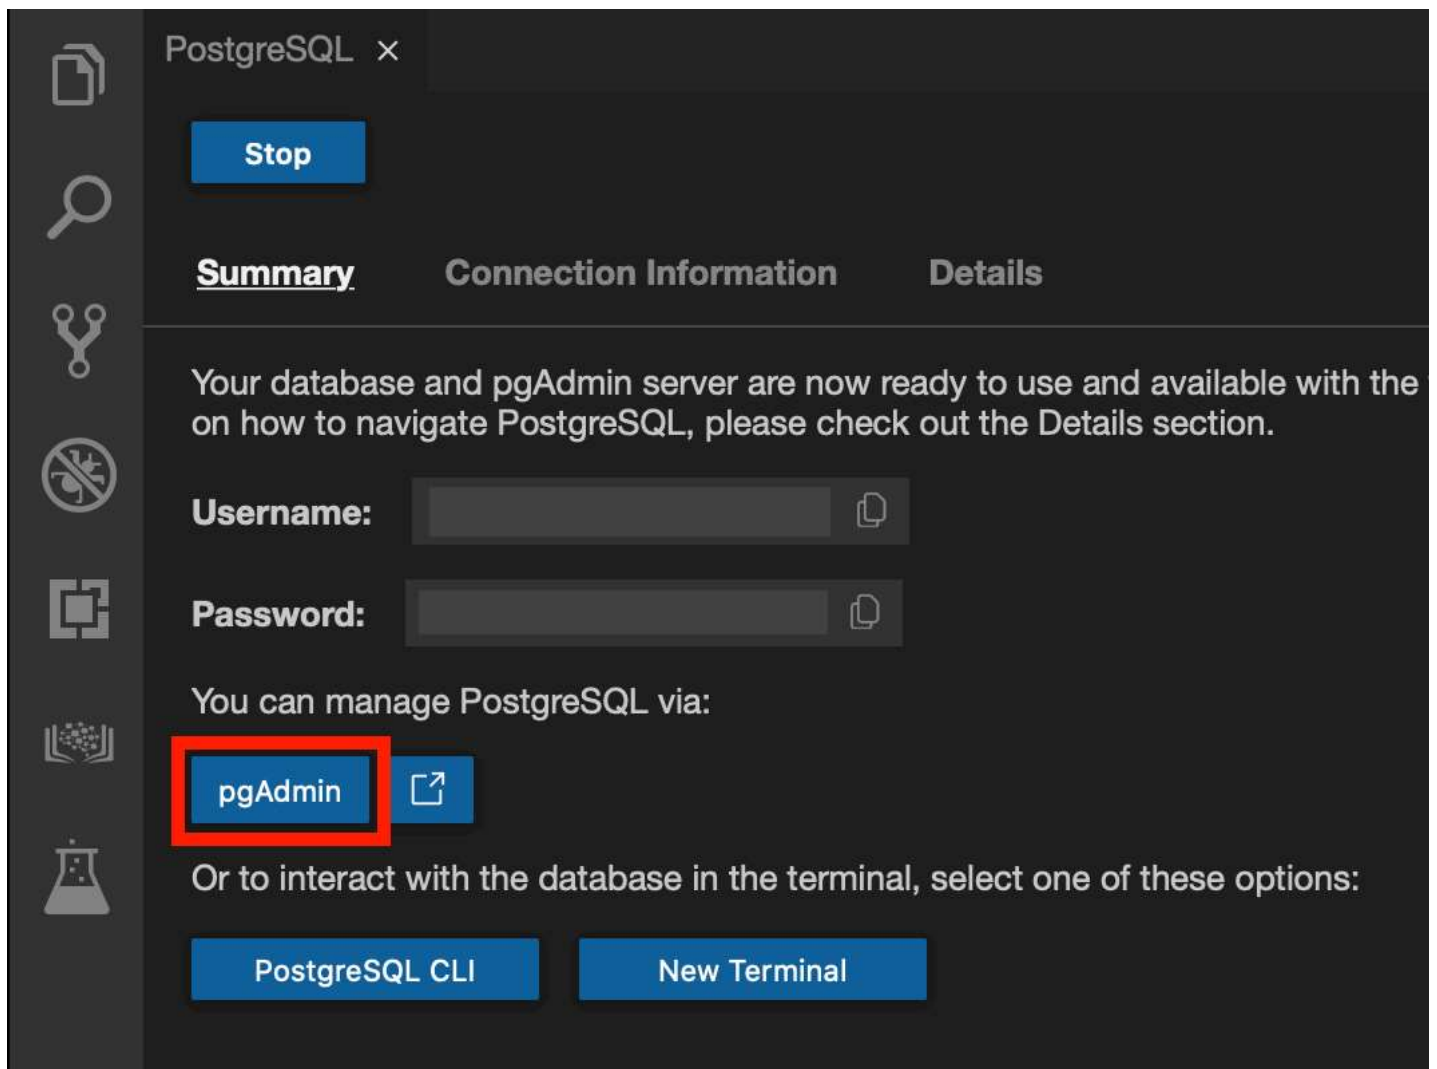 PostgreSQL ×
Stop
Summary Connection Information Details
Your database and pgAdmin server are now ready to use and available with the
on how to navigate PostgreSQL, please check out the Details section.
Username:
Password:
You can manage PostgreSQL via:
pgAdmin
Or to interact with the database in the terminal, select one of these options:
PostgreSQL CLI New Terminal